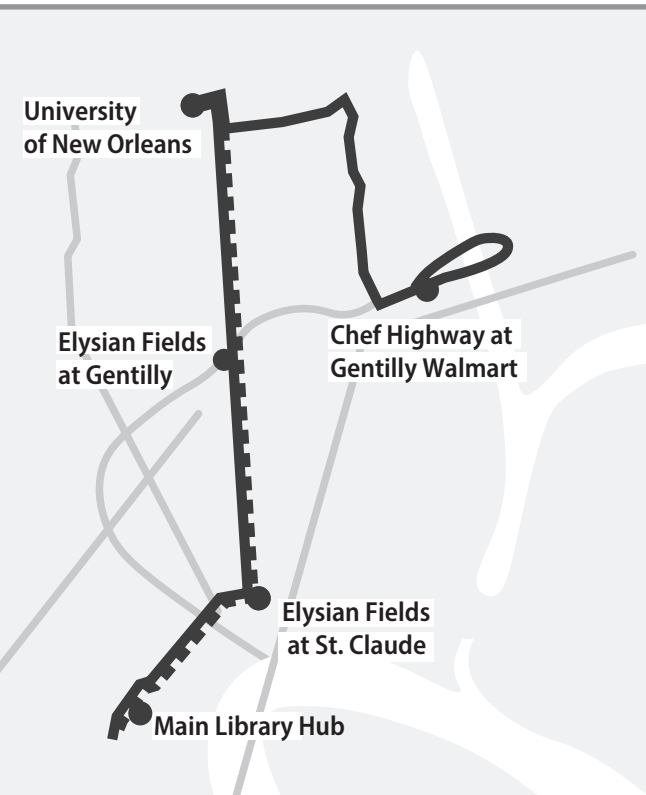 University
of New Orleans
Elysian Fields
at Gentilly
Chef Highway at
Gentilly Walmart
Elysian Fields
at St. Claude
Main Library Hub